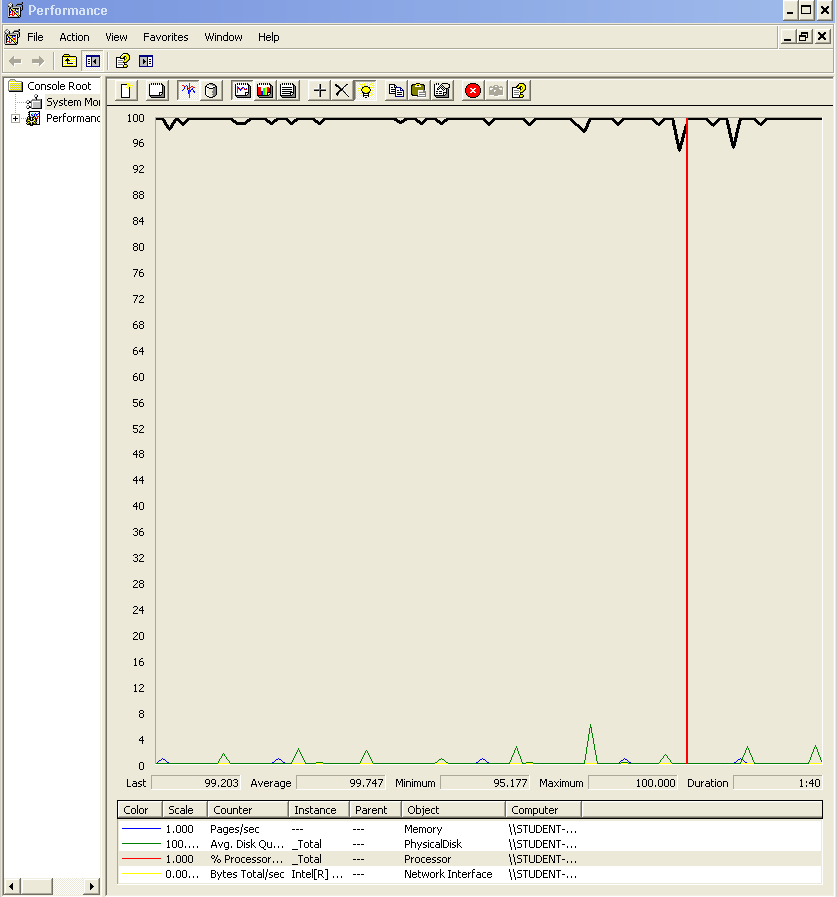 Performance
File Action View Favorites Window Help
Console Root
System Mo
Performanc
100
96
92
88
84
80
76
72
68
64
60
56
52
48
44
40
36
32
28
24
20
16
12
8
4
0
Last 99.203 Average 99.747 Minimum 95.177 Maximum 100.000 Duration 1:40
Color Scale Counter Instance Parent Object Computer
1.000 Pages/sec --- --- Memory \\STUDENT-...
100.... Avg. Disk Qu... _Total --- PhysicalDisk \\STUDENT-...
1.000 % Processor... _Total --- Processor \\STUDENT-...
0.00... Bytes Total/sec Intel[R] ... --- Network Interface \\STUDENT-...